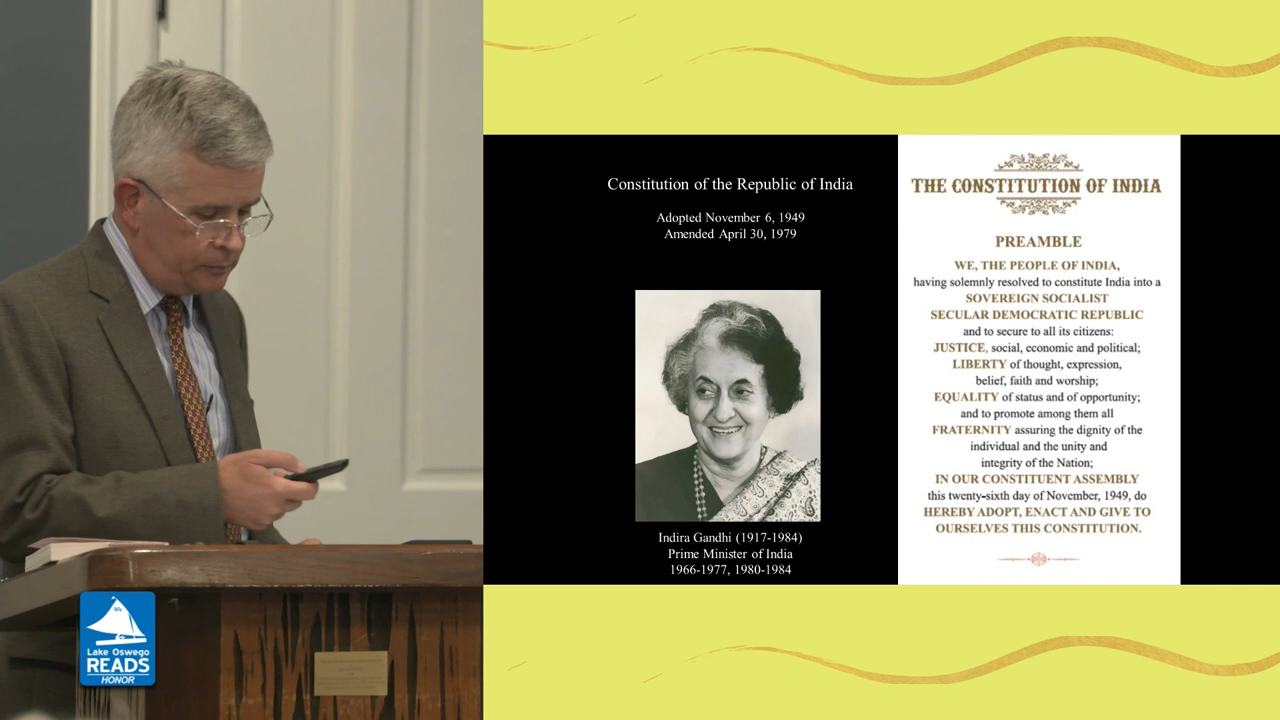 Constitution of the Republic of India
Adopted November 6, 1949
Amended April 30, 1979
Indira Gandhi (1917-1984)
Prime Minister of India
1966-1977, 1980-1984
THE CONSTITUTION OF INDIA
PREAMBLE
WE, THE PEOPLE OF INDIA,
having solemnly resolved to constitute India into a
SOVEREIGN SOCIALIST
SECULAR DEMOCRATIC REPUBLIC
and to secure to all its citizens:
JUSTICE, social, economic and political;
LIBERTY of thought, expression,
belief, faith and worship;
EQUALITY of status and of opportunity;
and to promote among them all
FRATERNITY assuring the dignity of the
individual and the unity and
integrity of the Nation;
IN OUR CONSTITUENT ASSEMBLY
this twenty-sixth day of November, 1949, do
HEREBY ADOPT, ENACT AND GIVE TO
OURSELVES THIS CONSTITUTION.
Lake Oswego
READS
HONOR